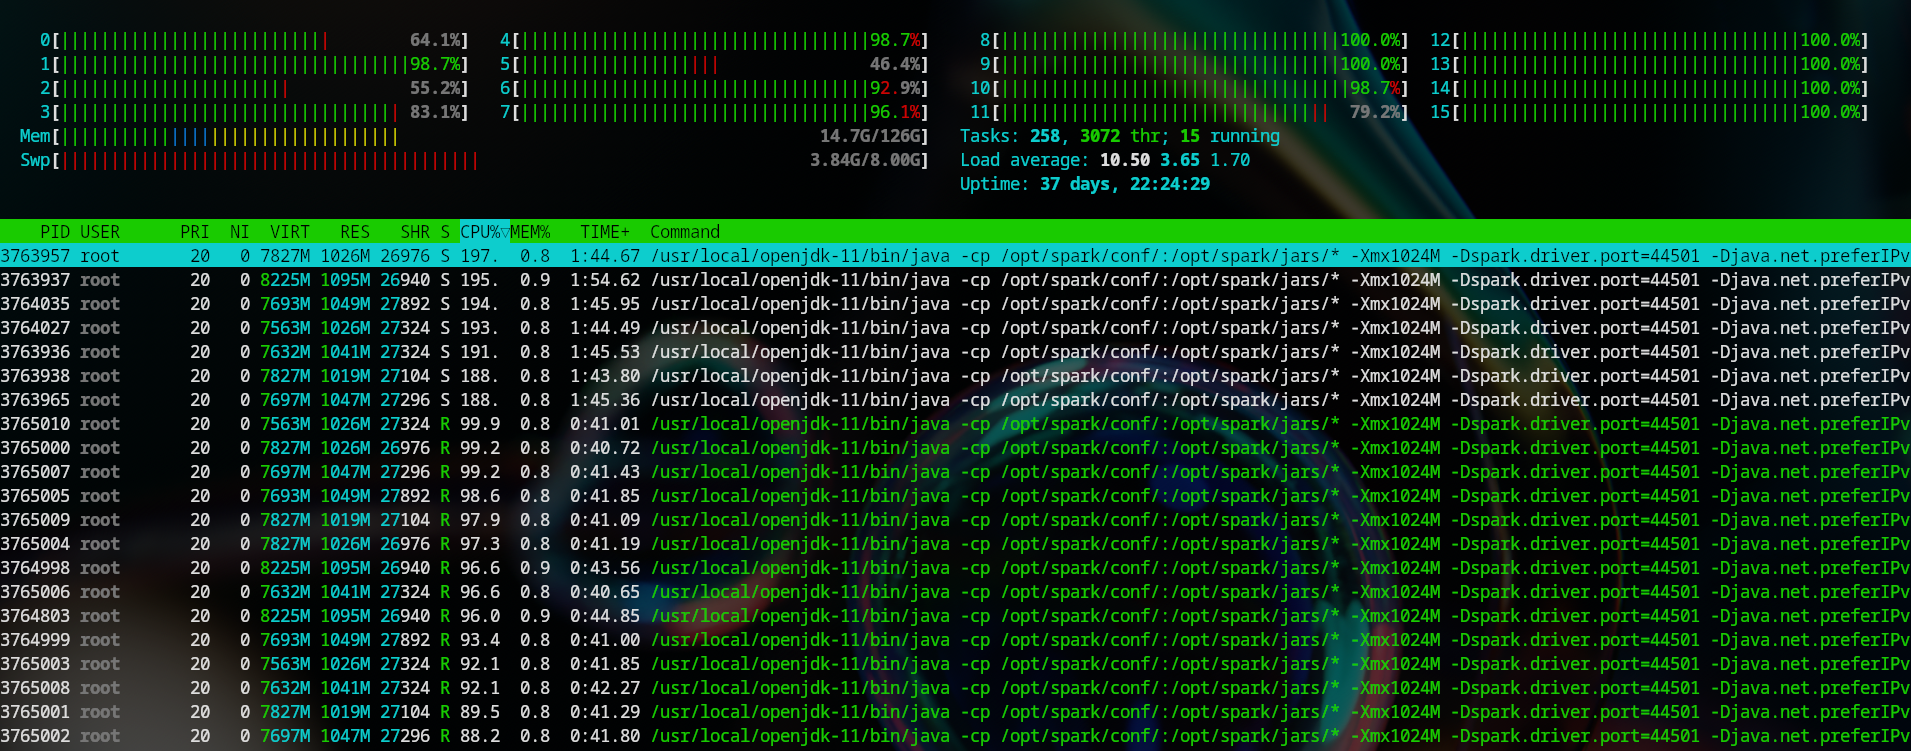 0[||||||||||||||||||||||||||| 64.1%] 4[|||||||||||||||||||||||||||||||||||98.7%] 8[||||||||||||||||||||||||||||||||||100.0%] 12[||||||||||||||||||||||||||||||||||100.0%]
1[|||||||||||||||||||||||||||||||||||98.7%] 5[|||||||||||||||||||| 46.4%] 9[||||||||||||||||||||||||||||||||||100.0%] 13[||||||||||||||||||||||||||||||||||100.0%]
2[||||||||||||||||||||||| 55.2%] 6[|||||||||||||||||||||||||||||||||||92.9%] 10[|||||||||||||||||||||||||||||||||||98.7%] 14[||||||||||||||||||||||||||||||||||100.0%]
3[|||||||||||||||||||||||||||||||||| 83.1%] 7[|||||||||||||||||||||||||||||||||||96.1%] 11[||||||||||||||||||||||||||||||||| 79.2%] 15[||||||||||||||||||||||||||||||||||100.0%]
Mem[|||||||||||||||||||||||||||||||||| 14.7G/126G] Tasks: 258, 3072 thr; 15 running
Swp[|||||||||||||||||||||||||||||||||||||||||| 3.84G/8.00G] Load average: 10.50 3.65 1.70
Uptime: 37 days, 22:24:29
PID USER PRI NI VIRT RES SHR S CPU%▽MEM% TIME+ Command
3763957 root 20 0 7827M 1026M 26976 S 197. 0.8 1:44.67 /usr/local/openjdk-11/bin/java -cp /opt/spark/conf/:/opt/spark/jars/* -Xmx1024M -Dspark.driver.port=44501 -Djava.net.preferIPv
3763937 root 20 0 8225M 1095M 26940 S 195. 0.9 1:54.62 /usr/local/openjdk-11/bin/java -cp /opt/spark/conf/:/opt/spark/jars/* -Xmx1024M -Dspark.driver.port=44501 -Djava.net.preferIPv
3764035 root 20 0 7693M 1049M 27892 S 194. 0.8 1:45.95 /usr/local/openjdk-11/bin/java -cp /opt/spark/conf/:/opt/spark/jars/* -Xmx1024M -Dspark.driver.port=44501 -Djava.net.preferIPv
3764027 root 20 0 7563M 1026M 27324 S 193. 0.8 1:44.49 /usr/local/openjdk-11/bin/java -cp /opt/spark/conf/:/opt/spark/jars/* -Xmx1024M -Dspark.driver.port=44501 -Djava.net.preferIPv
3763936 root 20 0 7632M 1041M 27324 S 191. 0.8 1:45.53 /usr/local/openjdk-11/bin/java -cp /opt/spark/conf/:/opt/spark/jars/* -Xmx1024M -Dspark.driver.port=44501 -Djava.net.preferIPv
3763938 root 20 0 7827M 1019M 27104 S 188. 0.8 1:43.80 /usr/local/openjdk-11/bin/java -cp /opt/spark/conf/:/opt/spark/jars/* -Xmx1024M -Dspark.driver.port=44501 -Djava.net.preferIPv
3763965 root 20 0 7697M 1047M 27296 S 188. 0.8 1:45.36 /usr/local/openjdk-11/bin/java -cp /opt/spark/conf/:/opt/spark/jars/* -Xmx1024M -Dspark.driver.port=44501 -Djava.net.preferIPv
3765010 root 20 0 7563M 1026M 27324 R 99.9 0.8 0:41.01 /usr/local/openjdk-11/bin/java -cp /opt/spark/conf/:/opt/spark/jars/* -Xmx1024M -Dspark.driver.port=44501 -Djava.net.preferIPv
3765000 root 20 0 7827M 1026M 26976 R 99.2 0.8 0:40.72 /usr/local/openjdk-11/bin/java -cp /opt/spark/conf/:/opt/spark/jars/* -Xmx1024M -Dspark.driver.port=44501 -Djava.net.preferIPv
3765007 root 20 0 7697M 1047M 27296 R 99.2 0.8 0:41.43 /usr/local/openjdk-11/bin/java -cp /opt/spark/conf/:/opt/spark/jars/* -Xmx1024M -Dspark.driver.port=44501 -Djava.net.preferIPv
3765005 root 20 0 7693M 1049M 27892 R 98.6 0.8 0:41.85 /usr/local/openjdk-11/bin/java -cp /opt/spark/conf/:/opt/spark/jars/* -Xmx1024M -Dspark.driver.port=44501 -Djava.net.preferIPv
3765009 root 20 0 7827M 1019M 27104 R 97.9 0.8 0:41.09 /usr/local/openjdk-11/bin/java -cp /opt/spark/conf/:/opt/spark/jars/* -Xmx1024M -Dspark.driver.port=44501 -Djava.net.preferIPv
3765004 root 20 0 7827M 1026M 26976 R 97.3 0.8 0:41.19 /usr/local/openjdk-11/bin/java -cp /opt/spark/conf/:/opt/spark/jars/* -Xmx1024M -Dspark.driver.port=44501 -Djava.net.preferIPv
3764998 root 20 0 8225M 1095M 26940 R 96.6 0.9 0:43.56 /usr/local/openjdk-11/bin/java -cp /opt/spark/conf/:/opt/spark/jars/* -Xmx1024M -Dspark.driver.port=44501 -Djava.net.preferIPv
3765006 root 20 0 7632M 1041M 27324 R 96.6 0.8 0:40.65 /usr/local/openjdk-11/bin/java -cp /opt/spark/conf/:/opt/spark/jars/* -Xmx1024M -Dspark.driver.port=44501 -Djava.net.preferIPv
3764803 root 20 0 8225M 1095M 26940 R 96.0 0.9 0:44.85 /usr/local/openjdk-11/bin/java -cp /opt/spark/conf/:/opt/spark/jars/* -Xmx1024M -Dspark.driver.port=44501 -Djava.net.preferIPv
3764999 root 20 0 7693M 1049M 27892 R 93.4 0.8 0:41.00 /usr/local/openjdk-11/bin/java -cp /opt/spark/conf/:/opt/spark/jars/* -Xmx1024M -Dspark.driver.port=44501 -Djava.net.preferIPv
3765003 root 20 0 7563M 1026M 27324 R 92.1 0.8 0:41.85 /usr/local/openjdk-11/bin/java -cp /opt/spark/conf/:/opt/spark/jars/* -Xmx1024M -Dspark.driver.port=44501 -Djava.net.preferIPv
3765008 root 20 0 7632M 1041M 27324 R 92.1 0.8 0:42.27 /usr/local/openjdk-11/bin/java -cp /opt/spark/conf/:/opt/spark/jars/* -Xmx1024M -Dspark.driver.port=44501 -Djava.net.preferIPv
3765001 root 20 0 7827M 1019M 27104 R 89.5 0.8 0:41.29 /usr/local/openjdk-11/bin/java -cp /opt/spark/conf/:/opt/spark/jars/* -Xmx1024M -Dspark.driver.port=44501 -Djava.net.preferIPv
3765002 root 20 0 7697M 1047M 27296 R 88.2 0.8 0:41.80 /usr/local/openjdk-11/bin/java -cp /opt/spark/conf/:/opt/spark/jars/* -Xmx1024M -Dspark.driver.port=44501 -Djava.net.preferIPv